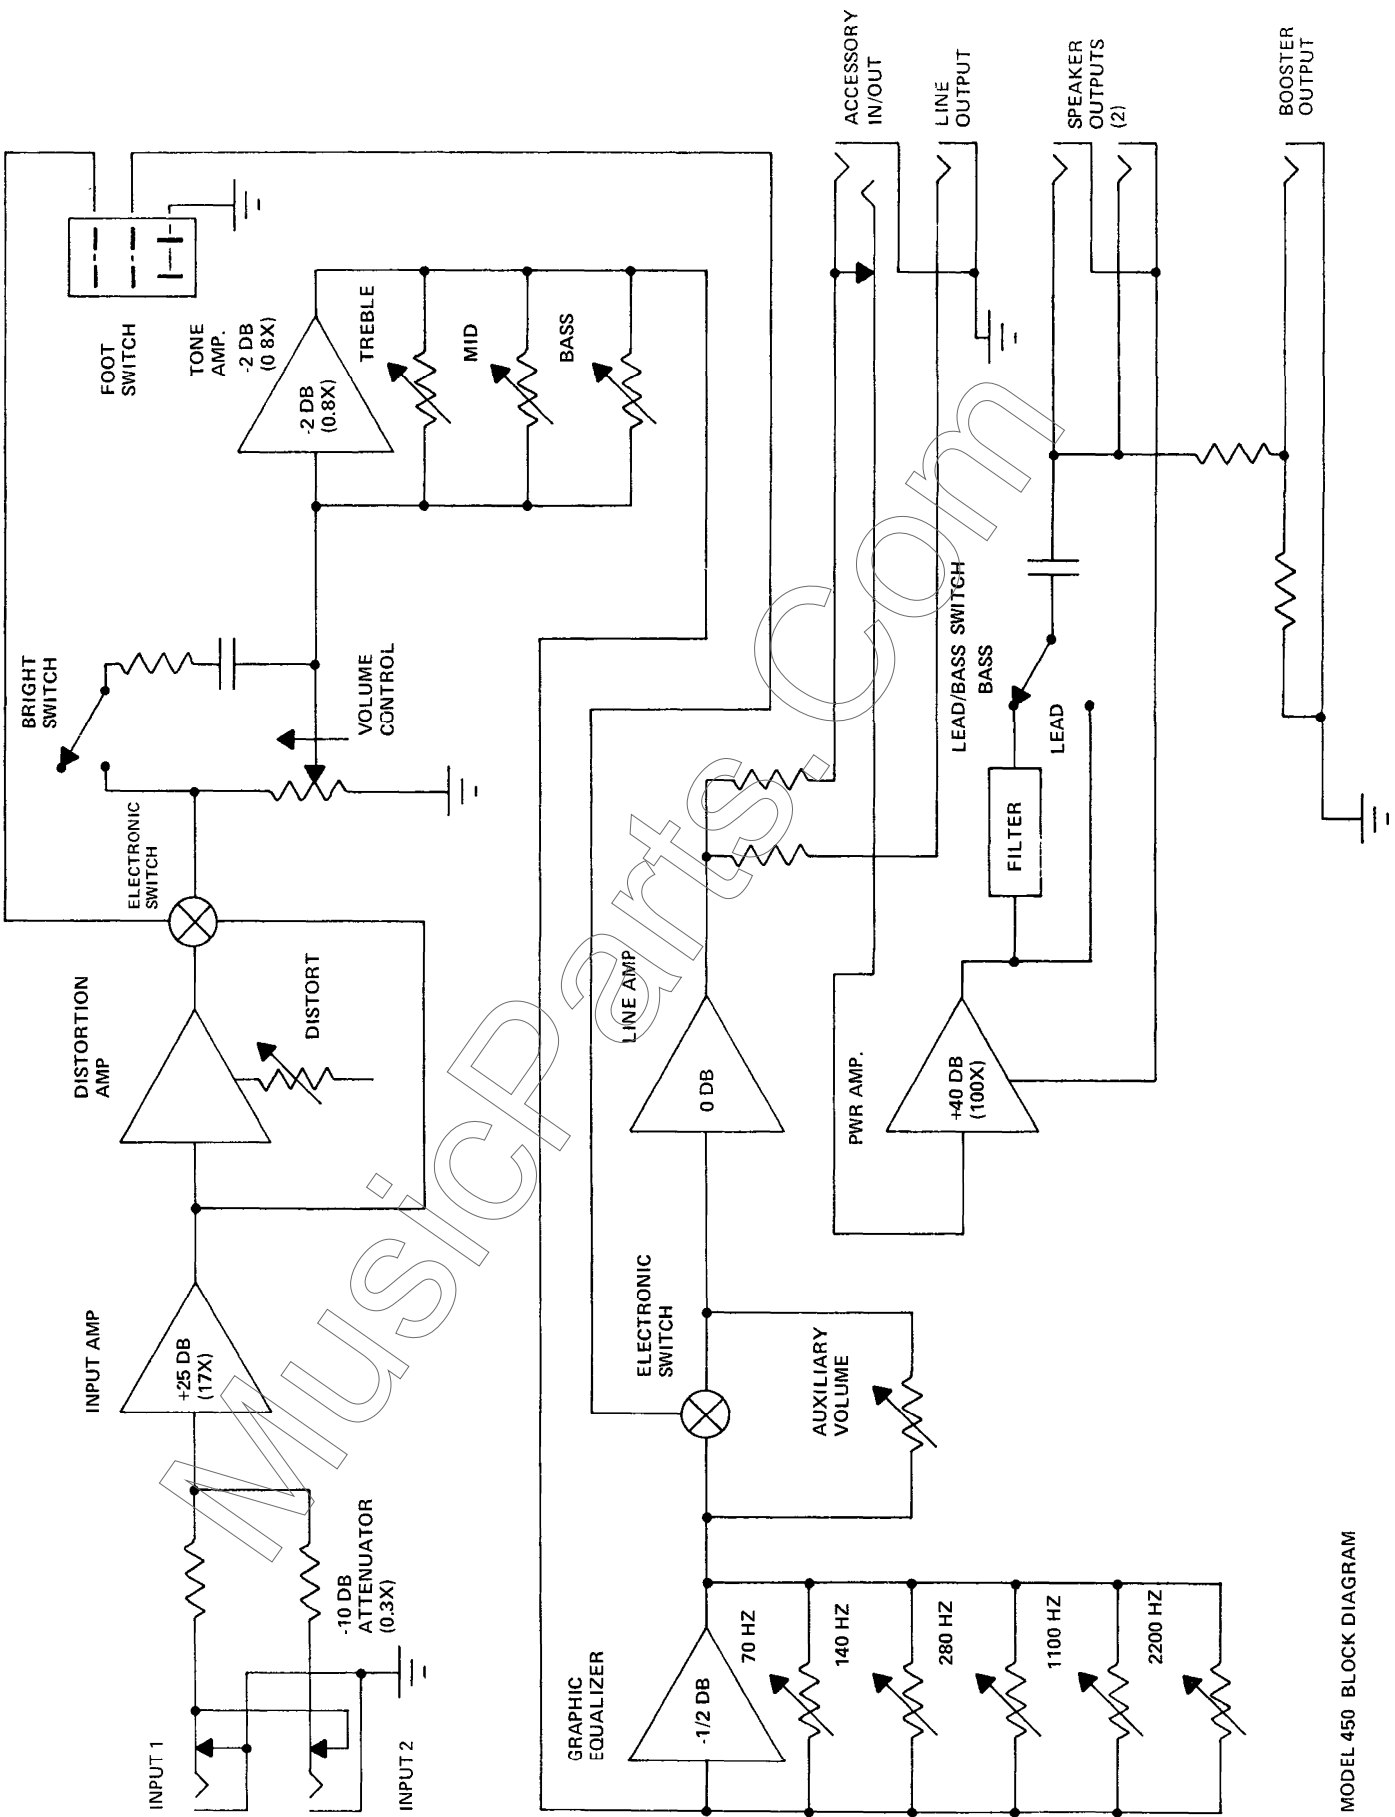 INPUT 1
INPUT 2
-10 DB
ATTENUATOR
(0.3X)
INPUT AMP
+25 DB
(17X)
DISTORTION
AMP
DISTORT
ELECTRONIC
SWITCH
BRIGHT
SWITCH
VOLUME
CONTROL
FOOT
SWITCH
TONE
AMP.
-2 DB
(0 8X)
-2 DB
(0.8X)
TREBLE
MID
BASS
GRAPHIC
EQUALIZER
-1/2 DB
70 HZ
140 HZ
280 HZ
1100 HZ
2200 HZ
ELECTRONIC
SWITCH
AUXILIARY
VOLUME
LINE AMP
0 DB
PWR AMP.
+40 DB
(100X)
FILTER
LEAD/BASS SWITCH
BASS
LEAD
ACCESSORY
IN/OUT
LINE
OUTPUT
SPEAKER
OUTPUTS
(2)
BOOSTER
OUTPUT
MODEL 450 BLOCK DIAGRAM
MusicParts.Com